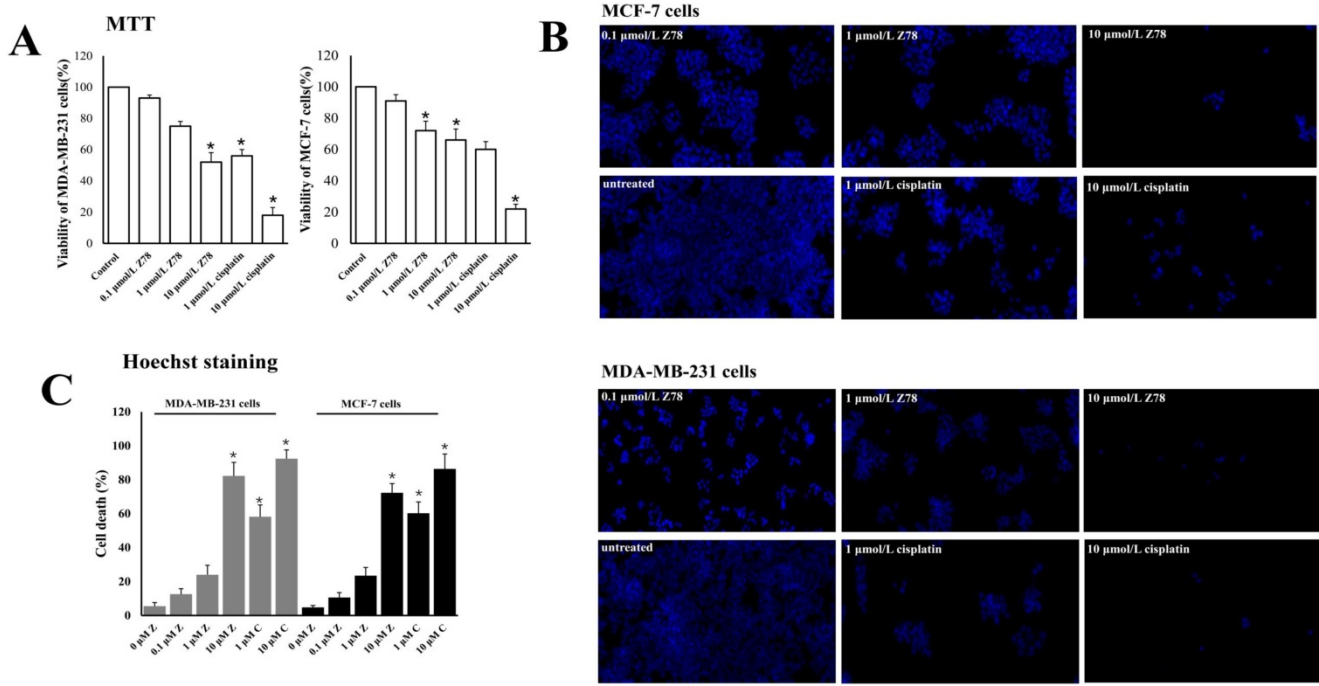 A
MTT
Viability of MDA-MB-231 cells(%)
120
100
80
60
40
20
0
*
*
*
Control
0.1 µmol/L Z78
1 µmol/L Z78
10 µmol/L Z78
1 µmol/L cisplatin
10 µmol/L cisplatin
Viability of MCF-7 cells(%)
120
100
80
60
40
20
0
*
*
*
Control
0.1 µmol/L Z78
1 µmol/L Z78
10 µmol/L Z78
1 µmol/L cisplatin
10 µmol/L cisplatin
B
MCF-7 cells
0.1 µmol/L Z78
1 µmol/L Z78
10 µmol/L Z78
untreated
1 µmol/L cisplatin
10 µmol/L cisplatin
MDA-MB-231 cells
0.1 µmol/L Z78
1 µmol/L Z78
10 µmol/L Z78
untreated
1 µmol/L cisplatin
10 µmol/L cisplatin
C
Hoechst staining
MDA-MB-231 cells
MCF-7 cells
Cell death (%)
120
100
80
60
40
20
0
*
*
*
*
*
*
0 µM Z
0.1 µM Z
1 µM Z
10 µM Z
1 µM C
10 µM C
0 µM Z
0.1 µM Z
1 µM Z
10 µM Z
1 µM C
10 µM C